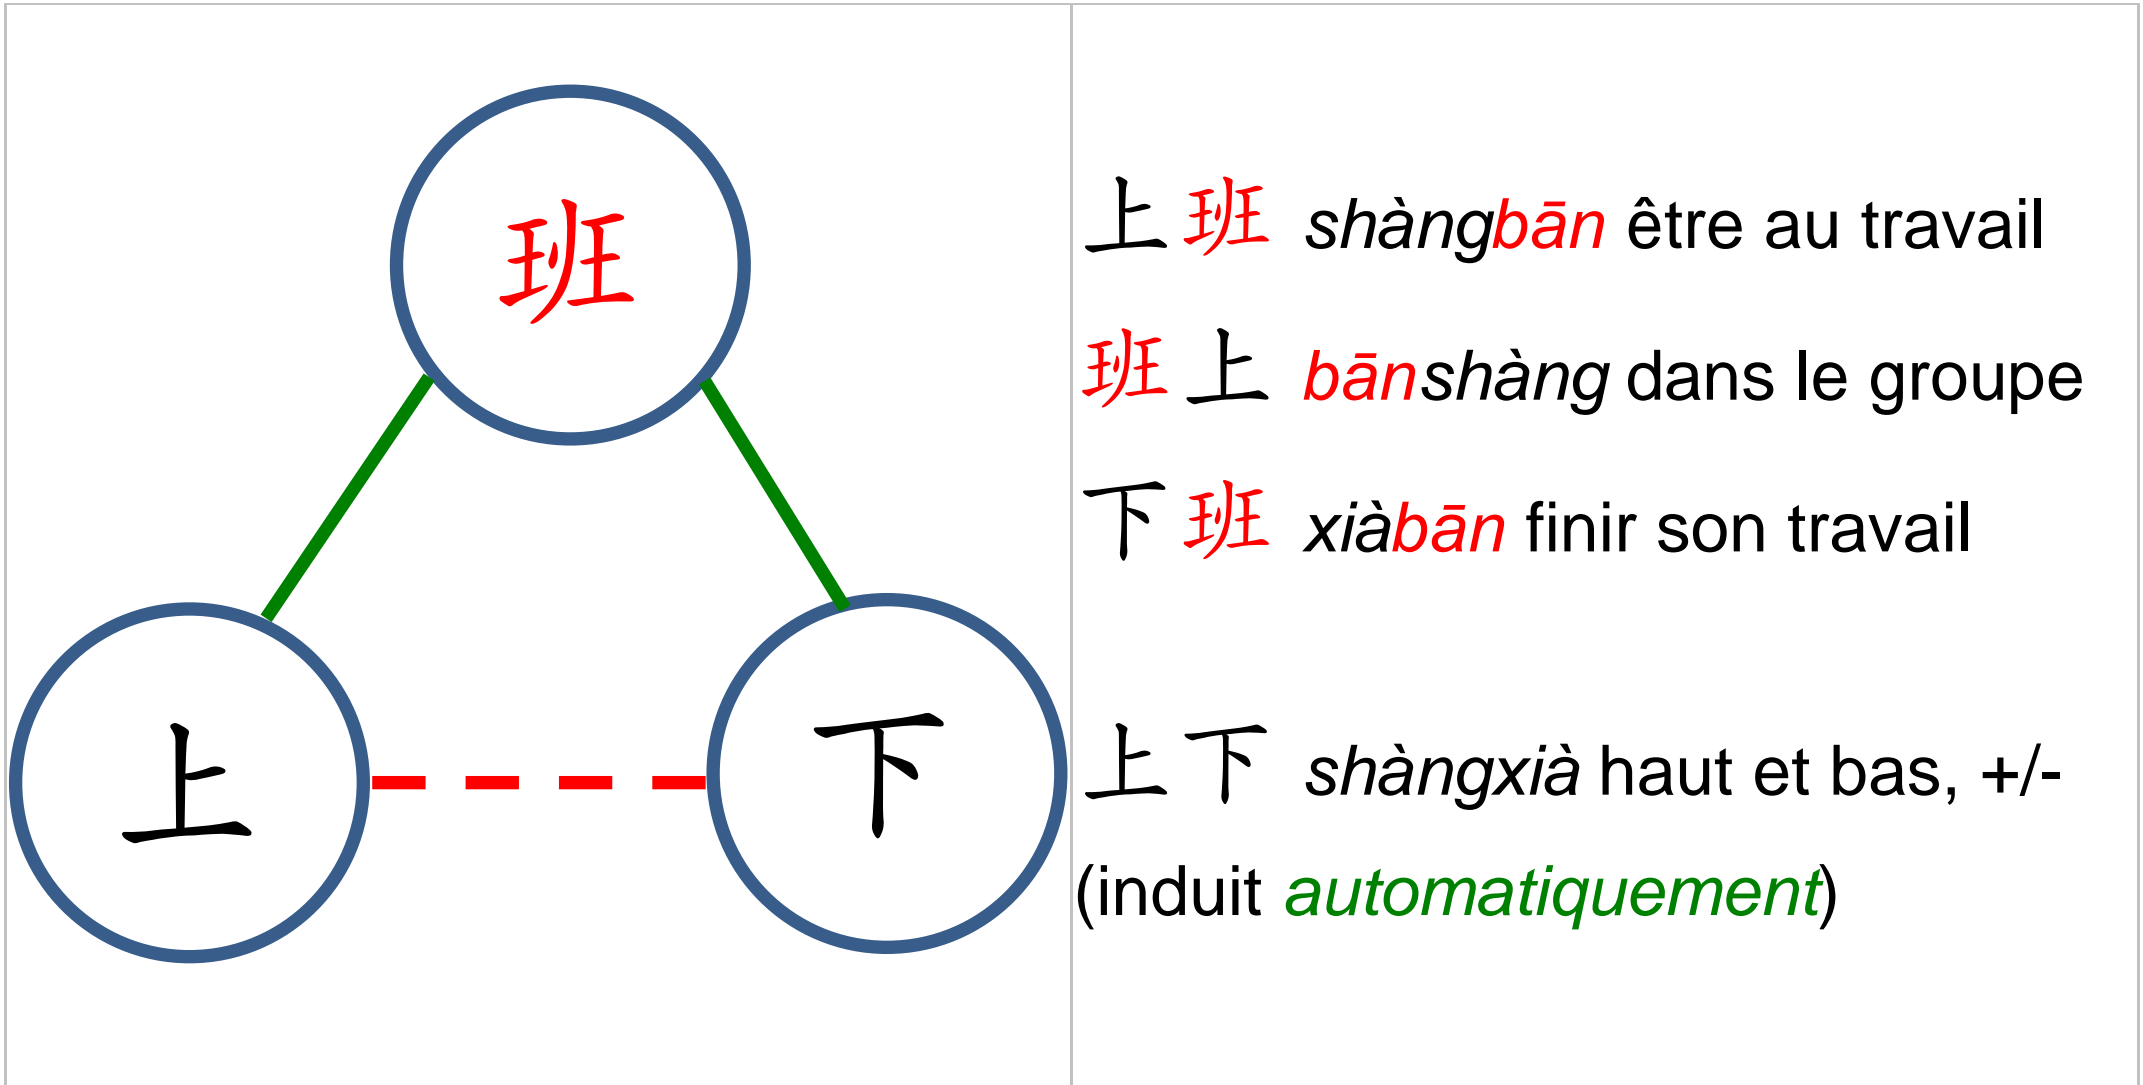 班
上
下
上班 shàngbān être au travail
班上 bānshàng dans le groupe
下班 xiàbān finir son travail
上下 shàngxià haut et bas, +/-
(induit automatiquement)